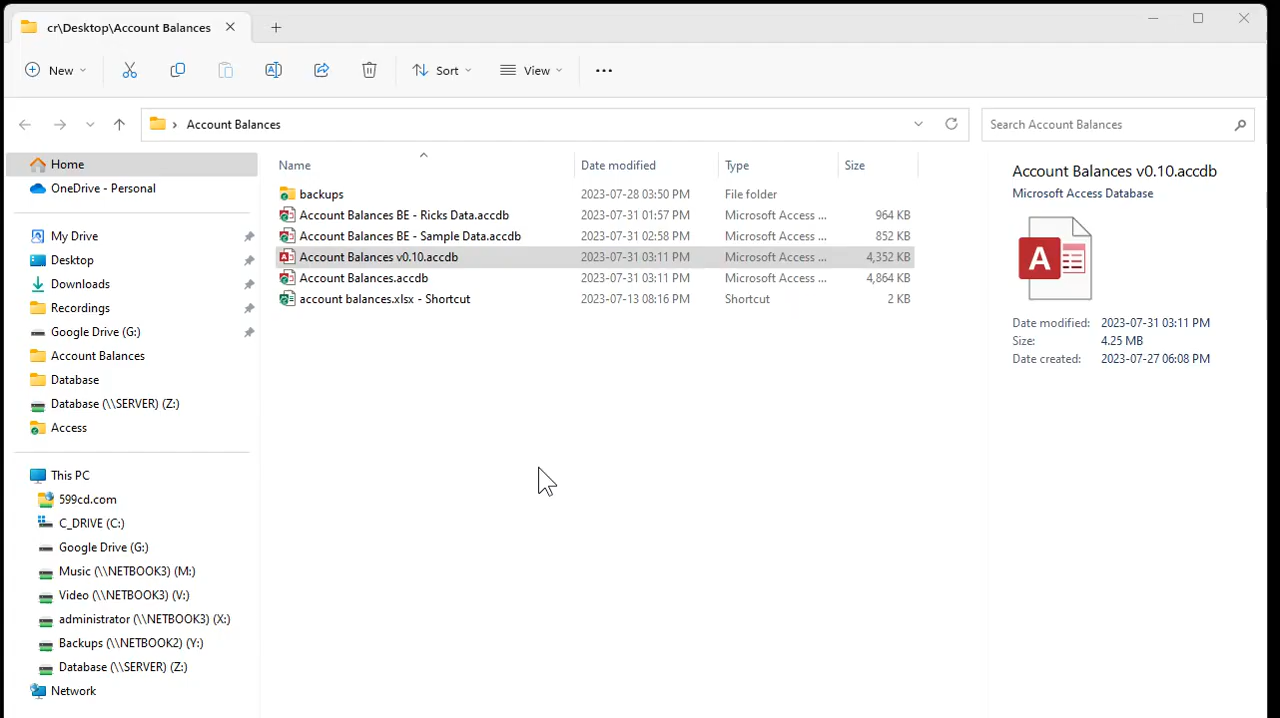 cr\Desktop\Account Balances
New
Sort
View
Account Balances
Search Account Balances
Name Date modified Type Size
backups 2023-07-28 03:50 PM File folder
Account Balances BE - Ricks Data.accdb 2023-07-31 01:57 PM Microsoft Access ... 964 KB
Account Balances BE - Sample Data.accdb 2023-07-31 02:58 PM Microsoft Access ... 852 KB
Account Balances v0.10.accdb 2023-07-31 03:11 PM Microsoft Access ... 4,352 KB
Account Balances.accdb 2023-07-31 03:11 PM Microsoft Access ... 4,864 KB
account balances.xlsx - Shortcut 2023-07-13 08:16 PM Shortcut 2 KB
Home
OneDrive - Personal
My Drive
Desktop
Downloads
Recordings
Google Drive (G:)
Account Balances
Database
Database (\\SERVER) (Z:)
Access
This PC
599cd.com
C_DRIVE (C:)
Google Drive (G:)
Music (\\NETBOOK3) (M:)
Video (\\NETBOOK3) (V:)
administrator (\\NETBOOK3) (X:)
Backups (\\NETBOOK2) (Y:)
Database (\\SERVER) (Z:)
Network
Account Balances v0.10.accdb
Microsoft Access Database
A
Date modified: 2023-07-31 03:11 PM
Size: 4.25 MB
Date created: 2023-07-27 06:08 PM